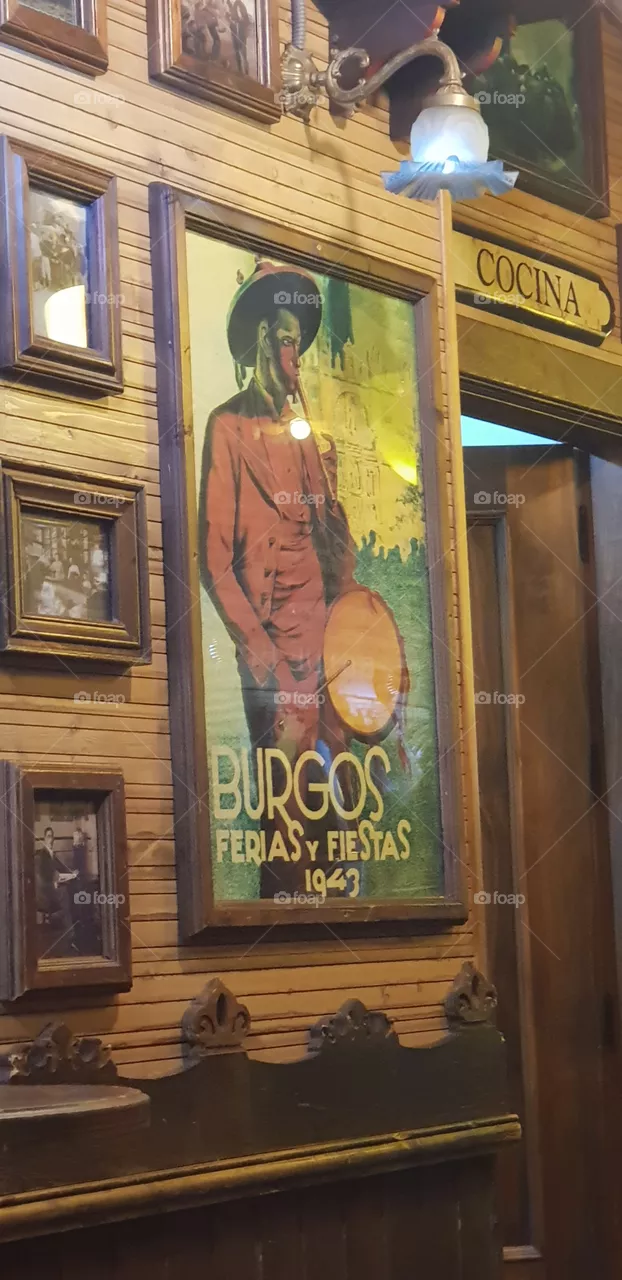 COCINA
BURGOS
FERIAS Y FIESTAS
1943